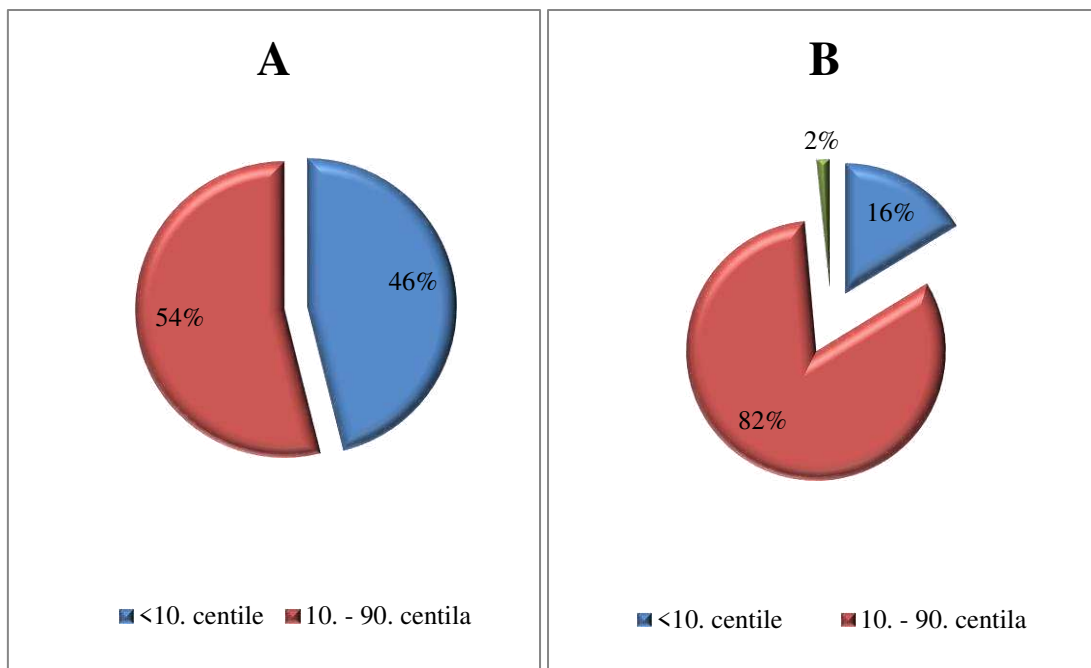 A
54%
46%
<10. centile 10. - 90. centila
B
2%
16%
82%
<10. centile 10. - 90. centila